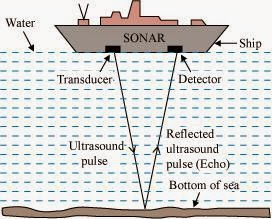 Water
SONAR
Ship
Transducer
Detector
Ultrasound
pulse
Reflected
ultrasound
pulse (Echo)
Bottom of sea